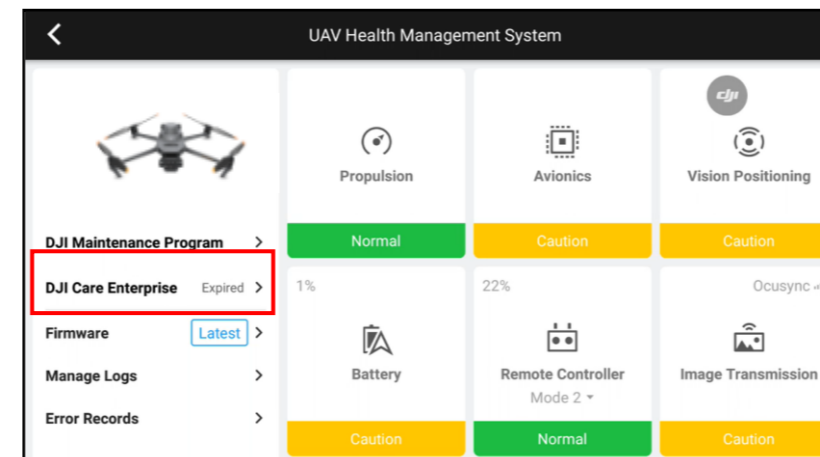 UAV Health Management System
dji
Propulsion
Avionics
Vision Positioning
Normal
Caution
Caution
DJI Maintenance Program
DJI Care Enterprise Expired
Firmware Latest
Manage Logs
Error Records
1%
22%
Ocusync
Battery
Remote Controller
Mode 2
Image Transmission
Caution
Normal
Caution